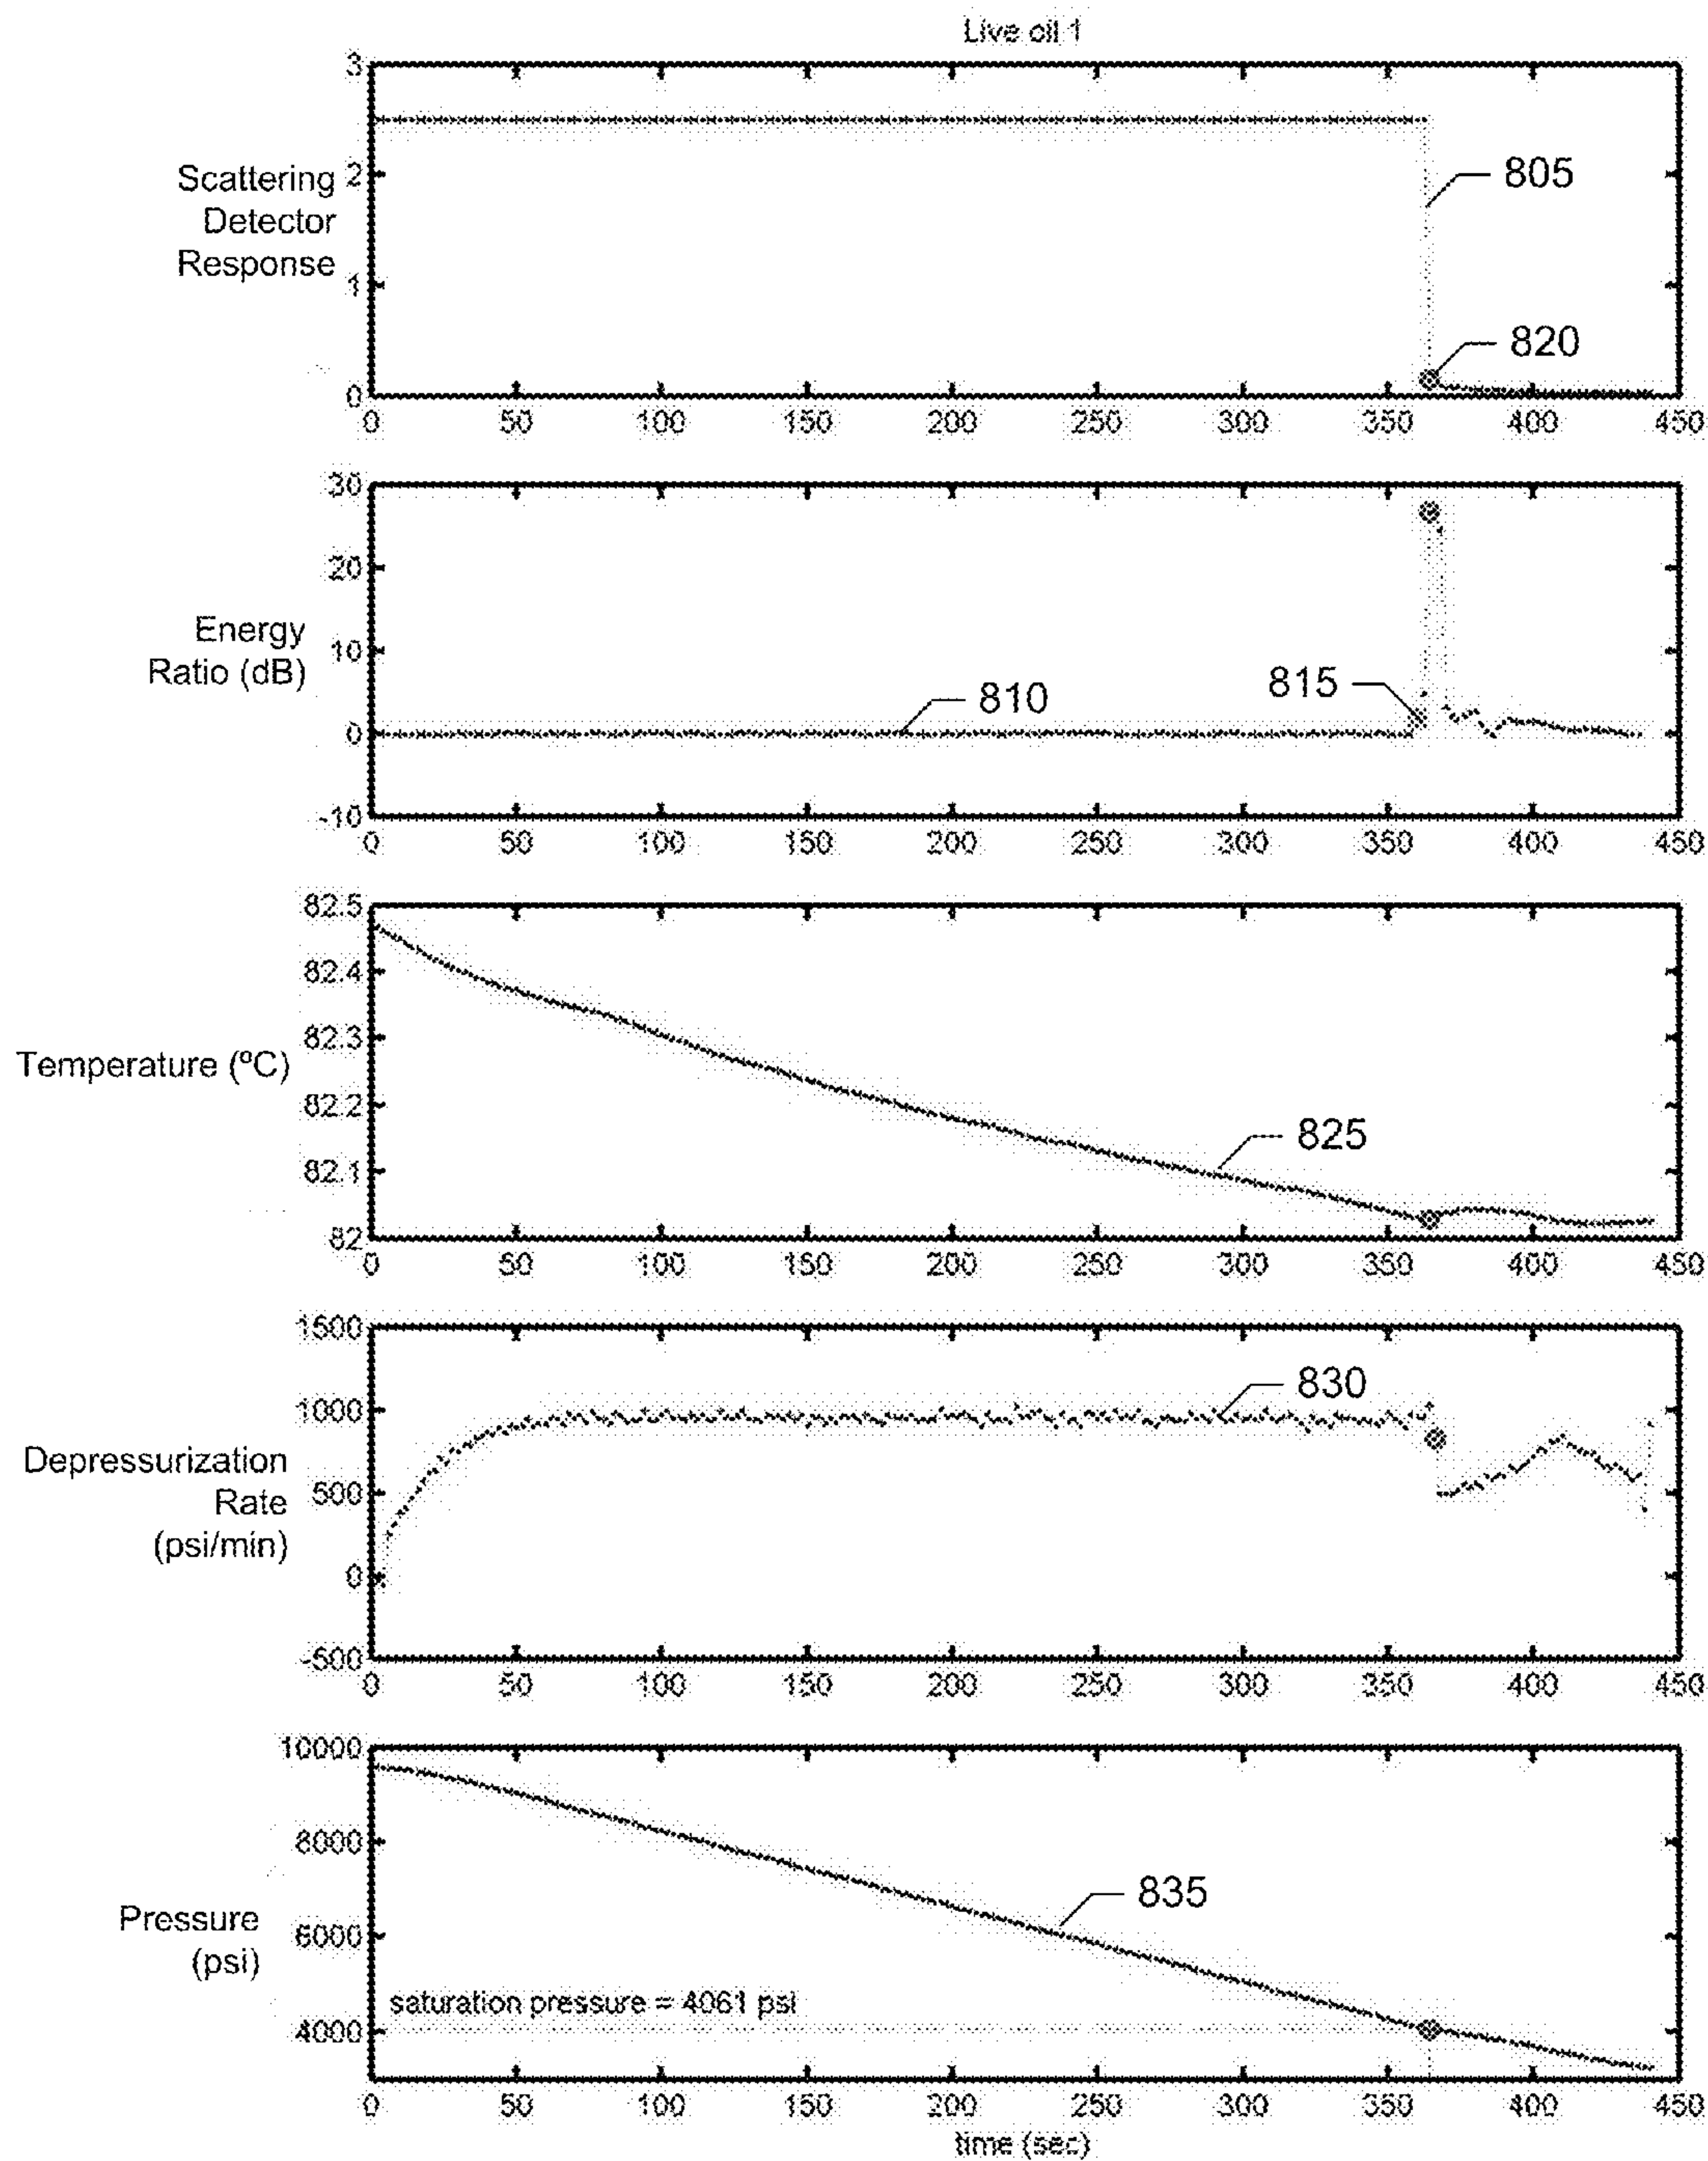 Live oil 1
3
Scattering 2
Detector
Response
1
0
805
820
0 50 100 150 200 250 300 350 400 450
30
20
Energy
Ratio (dB)
10
0
-10
810
815
0 50 100 150 200 250 300 350 400 450
82.5
82.4
82.3
Temperature (ºC)
82.2
82.1
82
825
0 50 100 150 200 250 300 350 400 450
1500
1000
830
Depressurization
Rate
(psi/min)
500
0
-500
0 50 100 150 200 250 300 350 400 450
10000
8000
835
Pressure
(psi)
6000
saturation pressure = 4061 psi
4000
0 50 100 150 200 250 300 350 400 450
time (sec)